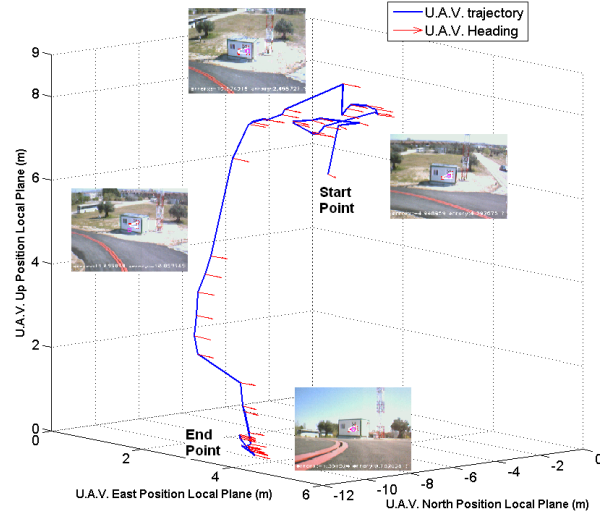 U.A.V. trajectory
U.A.V. Heading
9
8
6
4
2
0
U.A.V. Up Position Local Plane (m)
Start
Point
End
Point
0
2
4
6
U.A.V. East Position Local Plane (m)
-12
-10
-8
-6
-4
-2
0
U.A.V. North Position Local Plane (m)